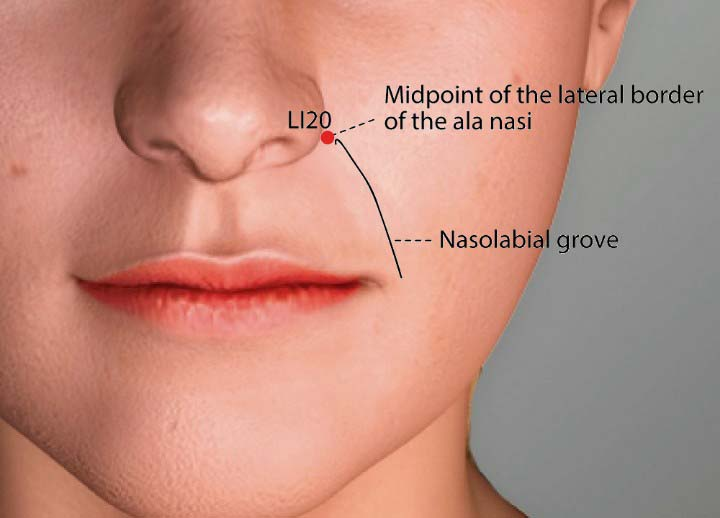 Midpoint of the lateral border
LI20 of the ala nasi
Nasolabial grove